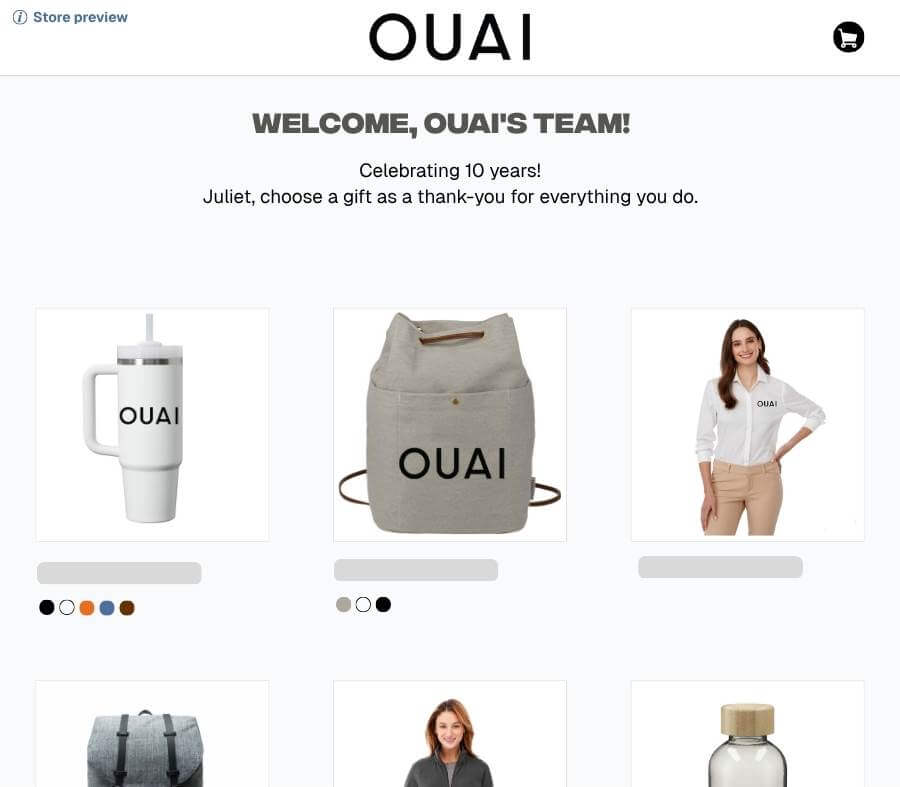 Store preview
OUAI
WELCOME, OUAI'S TEAM!
Celebrating 10 years!
Juliet, choose a gift as a thank-you for everything you do.
OUAI
OUAI
OUAI